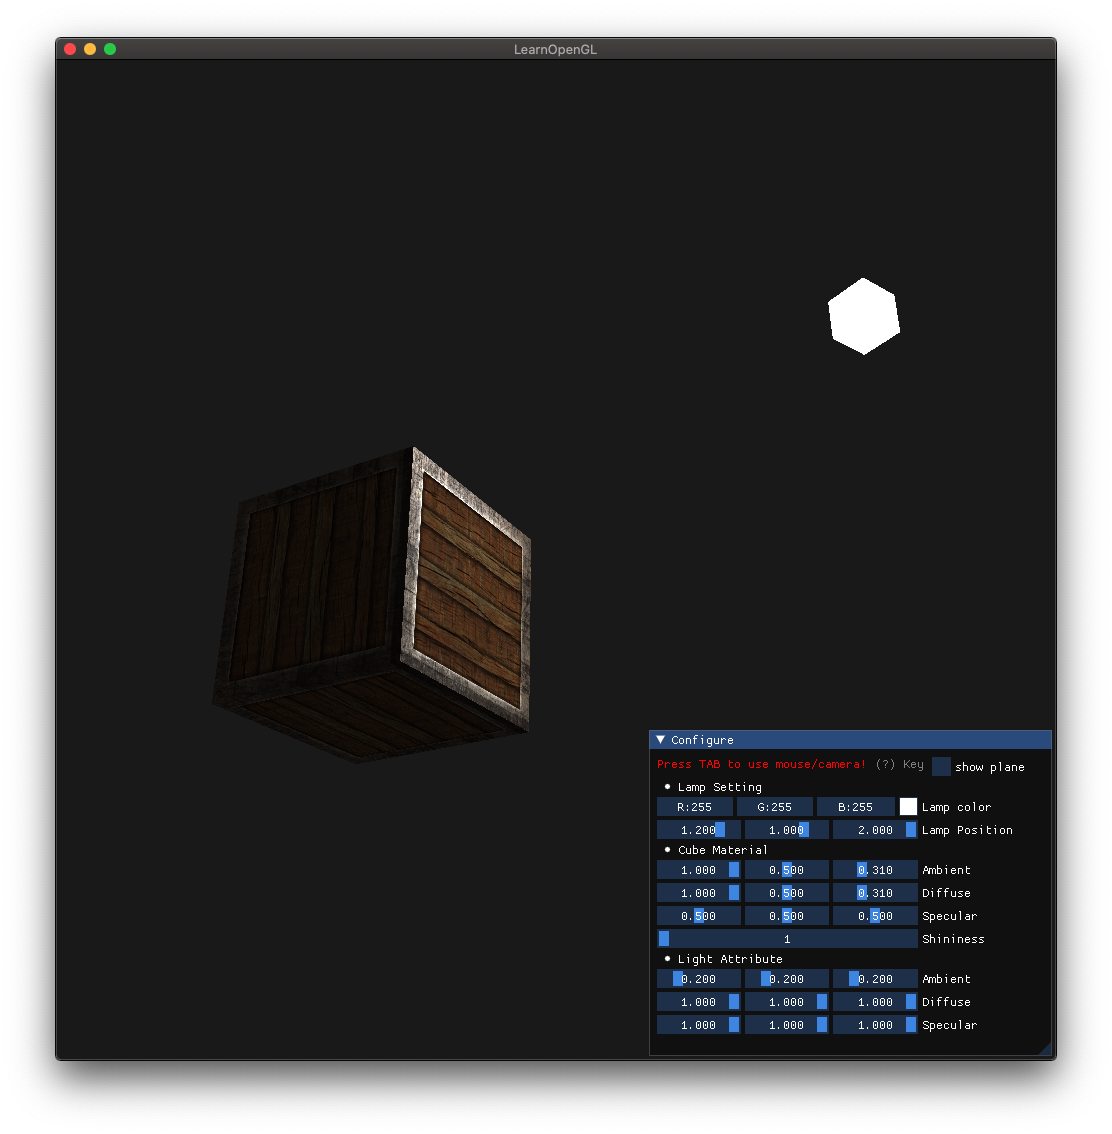 LearnOpenGL
Configure
Press TAB to use mouse/camera! (?) Key show plane
Lamp Setting
R:255 G:255 B:255 Lamp color
1.200 1.000 2.000 Lamp Position
Cube Material
1.000 0.500 0.310 Ambient
1.000 0.500 0.310 Diffuse
0.500 0.500 0.500 Specular
1 Shininess
Light Attribute
0.200 0.200 0.200 Ambient
1.000 1.000 1.000 Diffuse
1.000 1.000 1.000 Specular